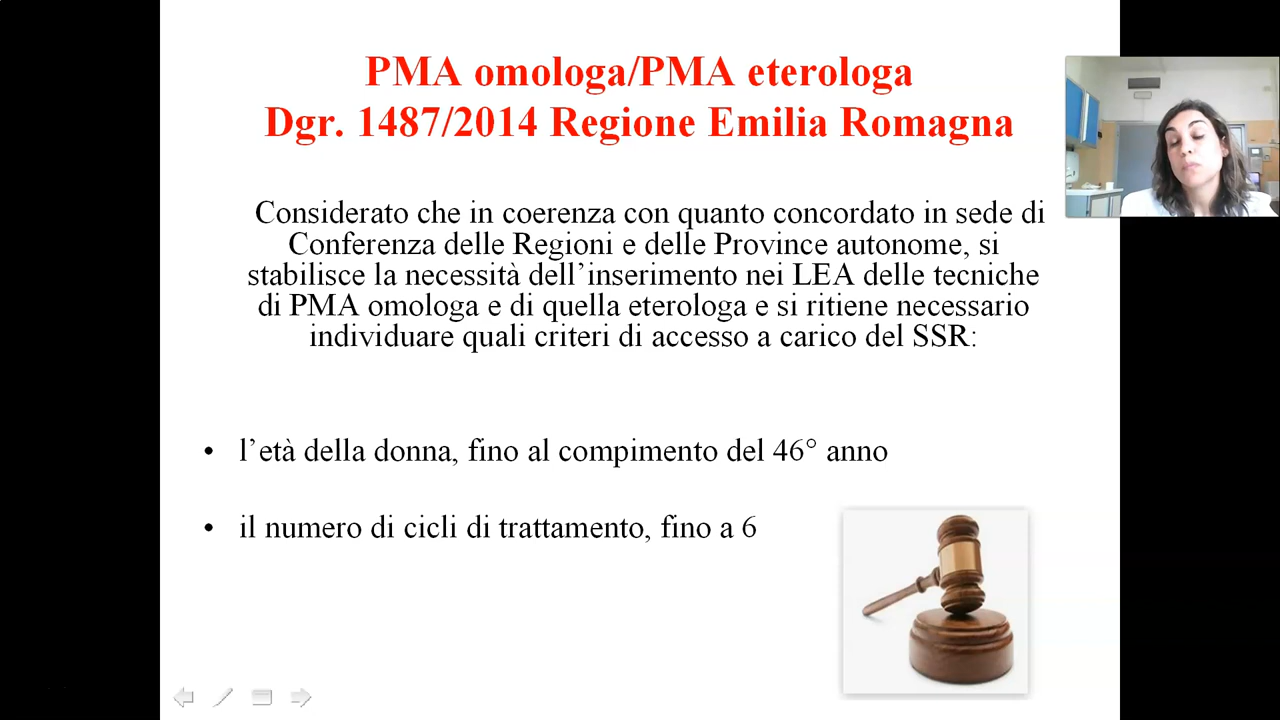 PMA omologa/PMA eterologa
Dgr. 1487/2014 Regione Emilia Romagna
Considerato che in coerenza con quanto concordato in sede di
Conferenza delle Regioni e delle Province autonome, si
stabilisce la necessità dell’inserimento nei LEA delle tecniche
di PMA omologa e di quella eterologa e si ritiene necessario
individuare quali criteri di accesso a carico del SSR:
• l’età della donna, fino al compimento del 46° anno
• il numero di cicli di trattamento, fino a 6